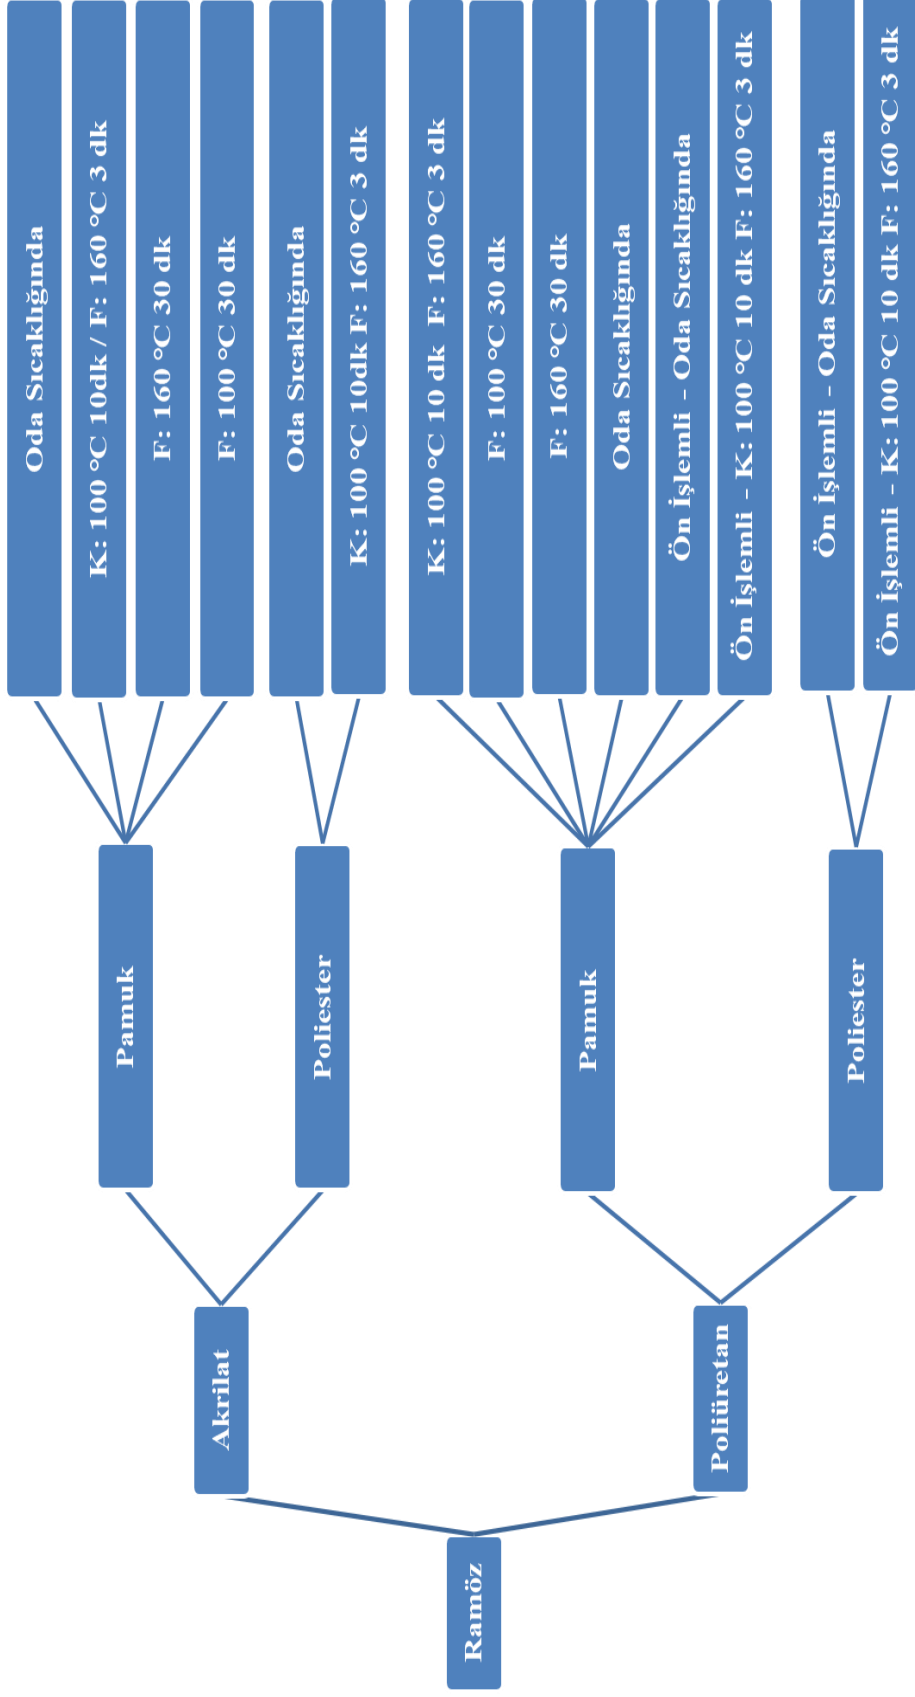 Ramöz
Akrilat
Pamuk
Oda Sıcaklığında
K: 100 °C 10dk / F: 160 °C 3 dk
F: 160 °C 30 dk
F: 100 °C 30 dk
Poliester
Oda Sıcaklığında
K: 100 °C 10dk F: 160 °C 3 dk
Poliüretan
Pamuk
K: 100 °C 10 dk F: 160 °C 3 dk
F: 100 °C 30 dk
F: 160 °C 30 dk
Oda Sıcaklığında
Ön İşlemli – Oda Sıcaklığında
Ön İşlemli – K: 100 °C 10 dk F: 160 °C 3 dk
Poliester
Ön İşlemli – Oda Sıcaklığında
Ön İşlemli – K: 100 °C 10 dk F: 160 °C 3 dk